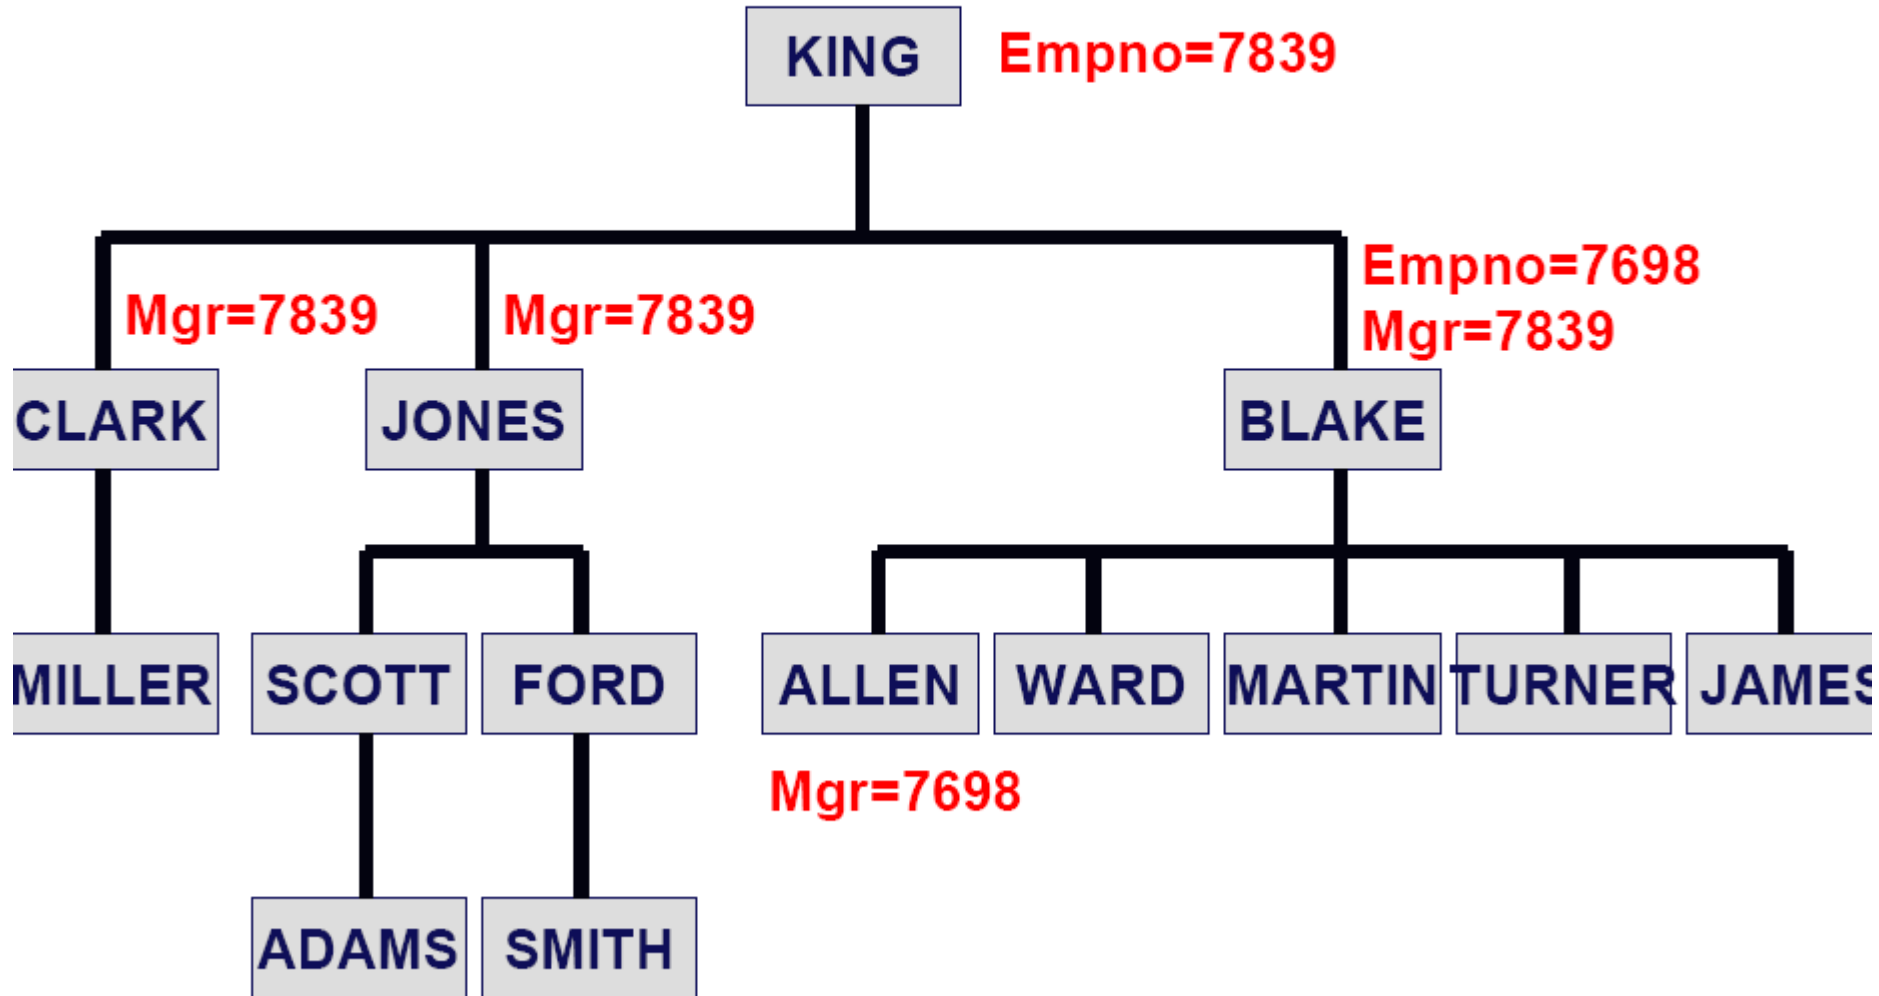 KING Empno=7839
Empno=7698
Mgr=7839 Mgr=7839 Mgr=7839
CLARK JONES BLAKE
MILLER SCOTT FORD ALLEN WARD MARTIN TURNER JAMES
Mgr=7698
ADAMS SMITH